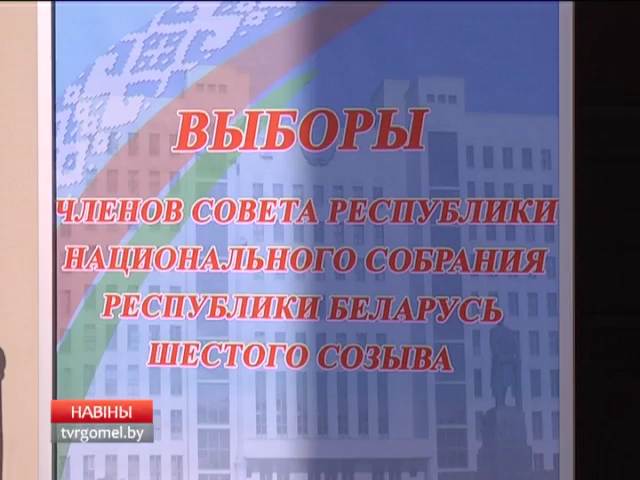 ВЫБОРЫ
ЧЛЕНОВ СОВЕТА РЕСПУБЛИКИ
НАЦИОНАЛЬНОГО СОБРАНИЯ
РЕСПУБЛИКИ БЕЛАРУСЬ
ШЕСТОГО СОЗЫВА
НАВІНЫ
tvrgomel.by